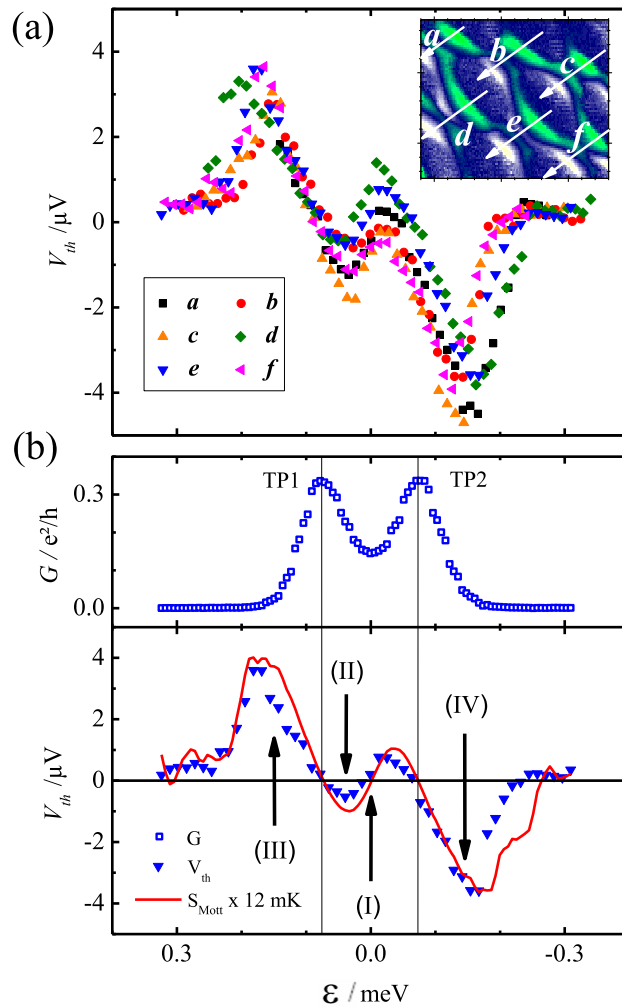 (a)
4
2
0
-2
-4
V_th /µV
a
b
c
d
e
f
a b
c d
e f
(b)
TP1 TP2
0.3
0.0
G / e²/h
4
2
0
-2
-4
V_th /µV
(II)
(IV)
(III)
(I)
G
V_th
S_Mott x 12 mK
0.3 0.0 -0.3
ε / meV